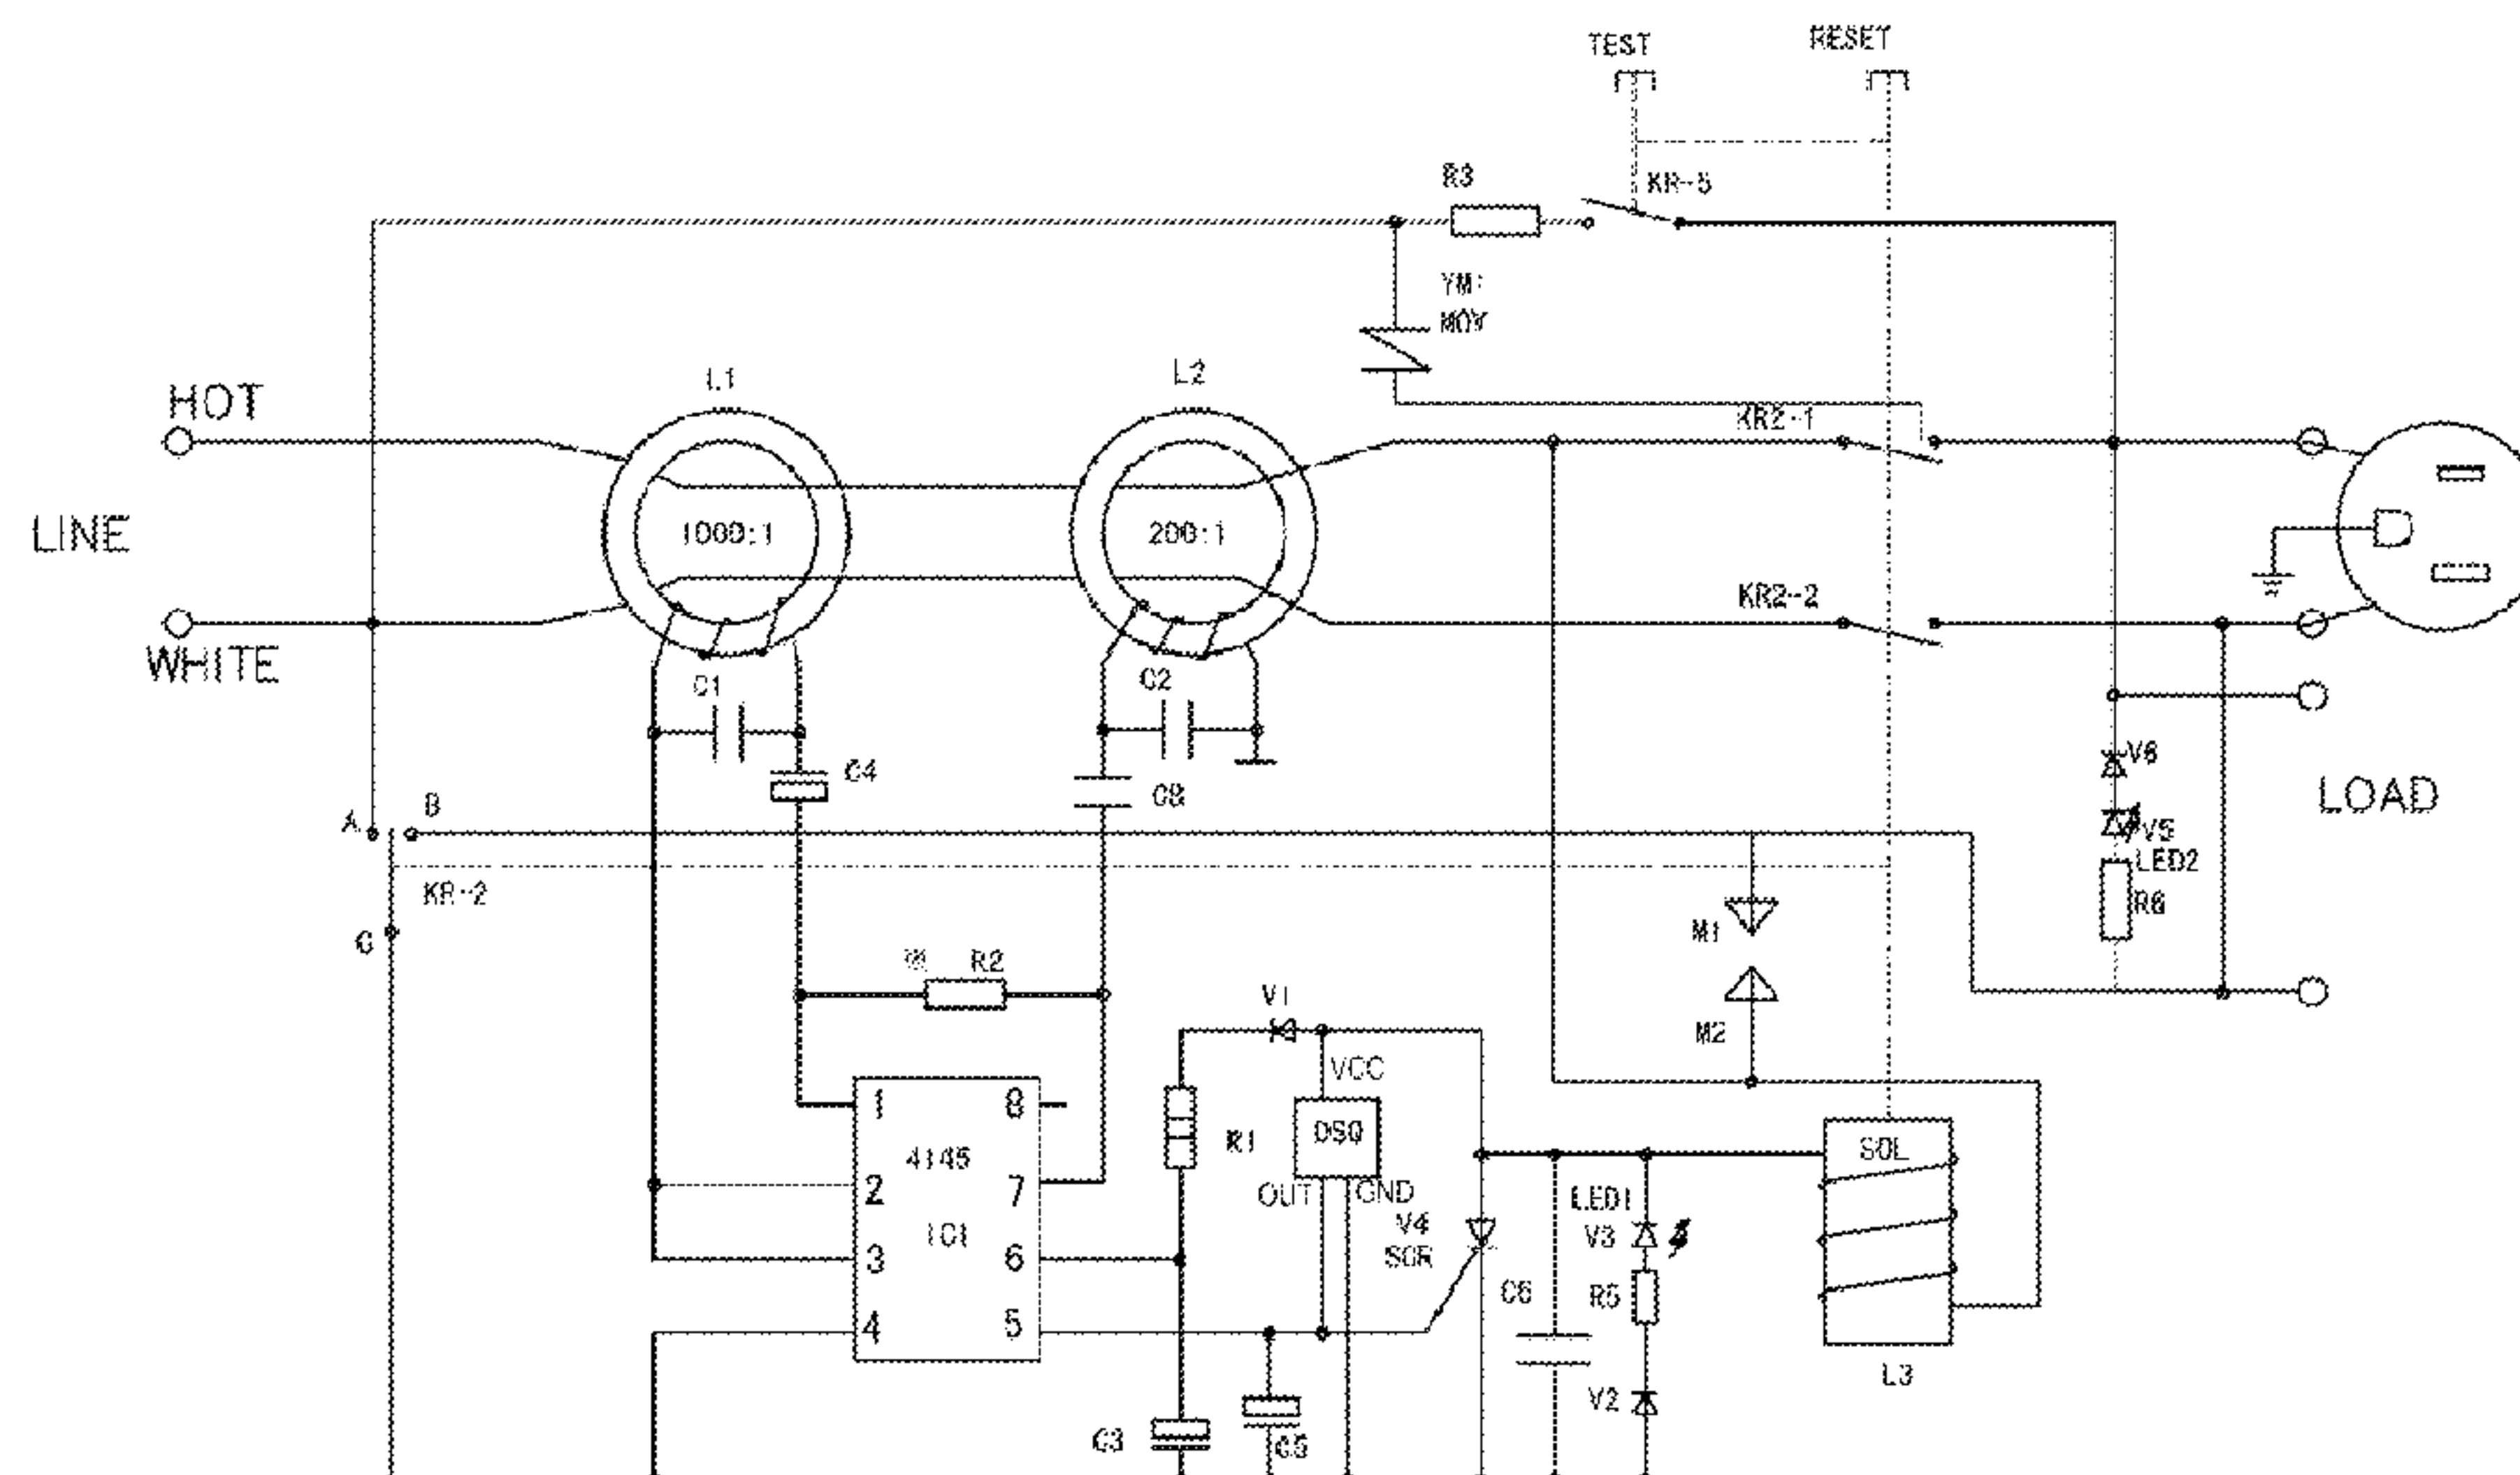 TEST
RESET
R3
KR-5
MOV
L1
L2
HOT
KR2-1
LINE
1000:1
200:1
KR2-2
WHITE
C1
C2
V6
C4
LOAD
A
B
V5
LED2
KR-2
R6
M1
R2
V1
M2
VCC
1
8
R1
DSQ
SOL
4145
2
7
OUT
GND
LED1
V4
IC1
V3
3
6
SCR
C6
R5
4
5
L3
V2
C3
C5